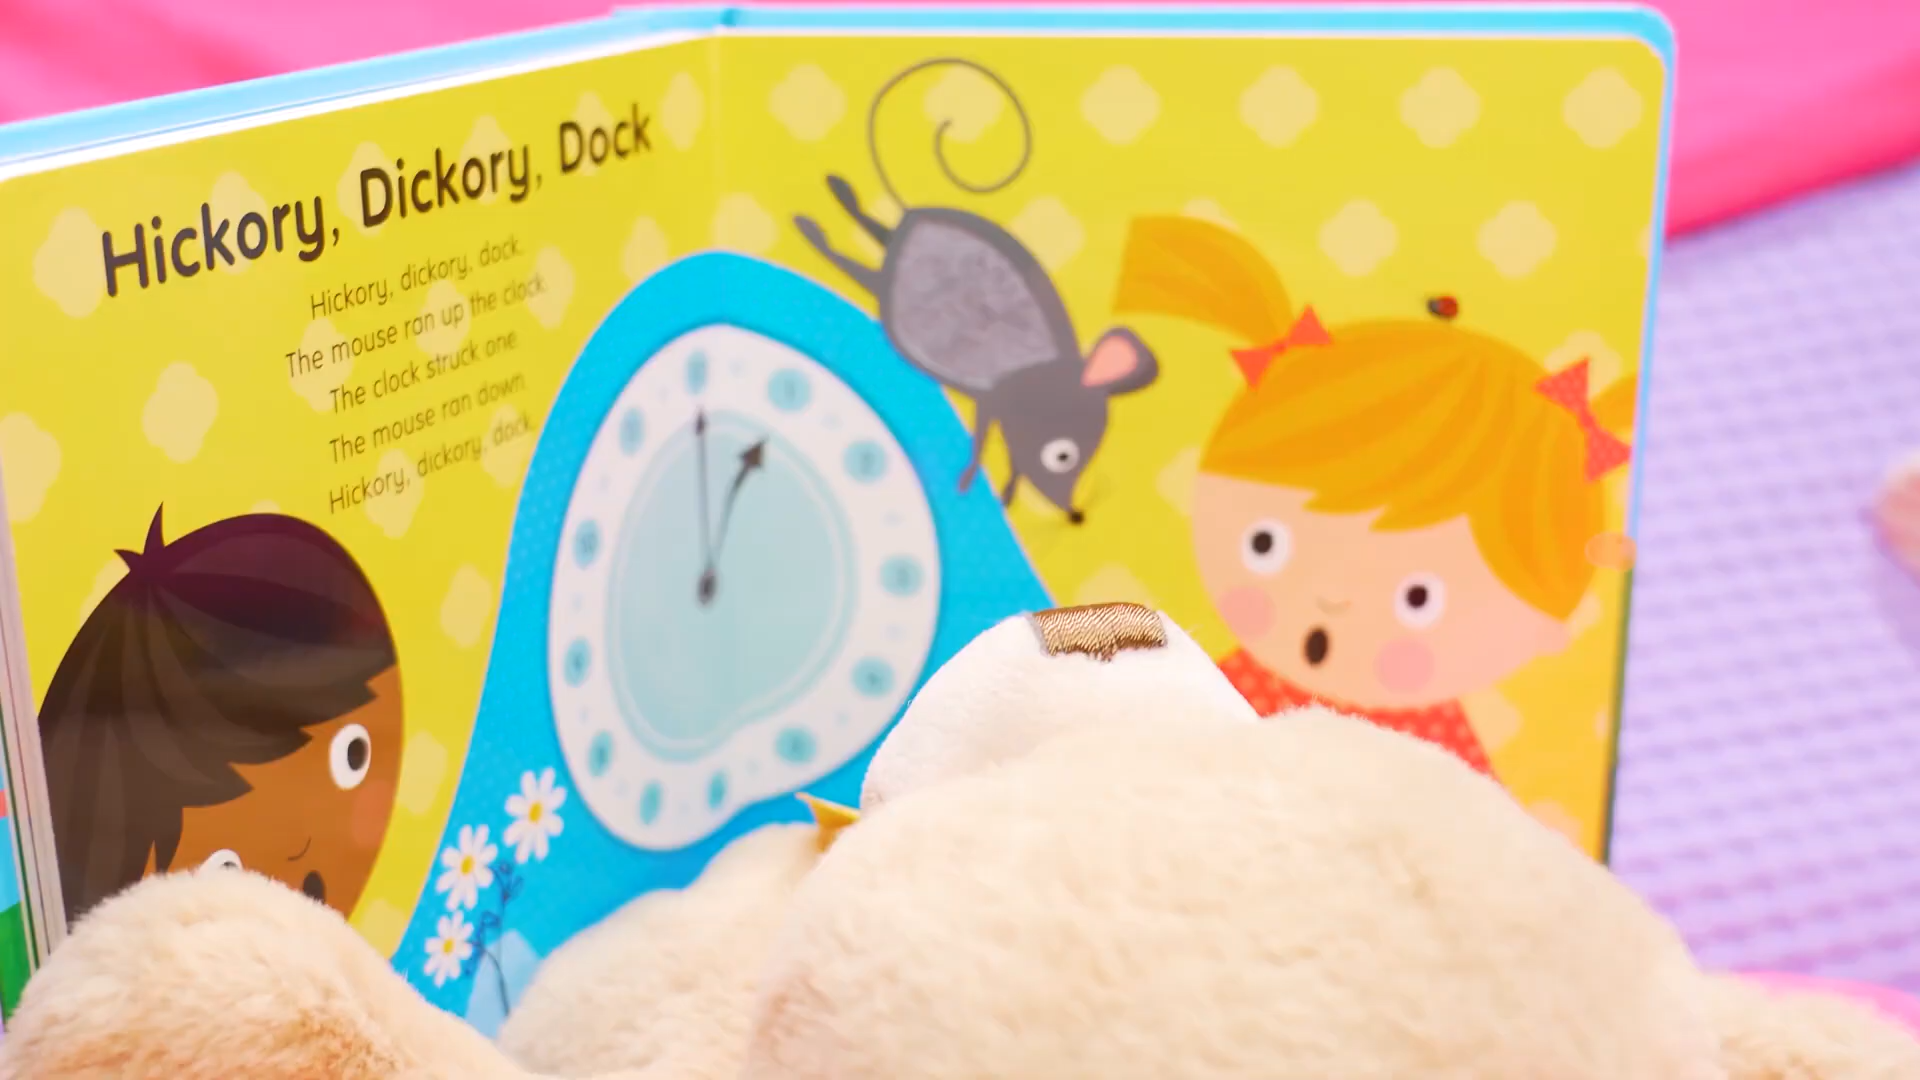 Hickory, Dickory, Dock
Hickory, dickory, dock.
The mouse ran up the clock.
The clock struck one.
The mouse ran down.
Hickory, dickory, dock.